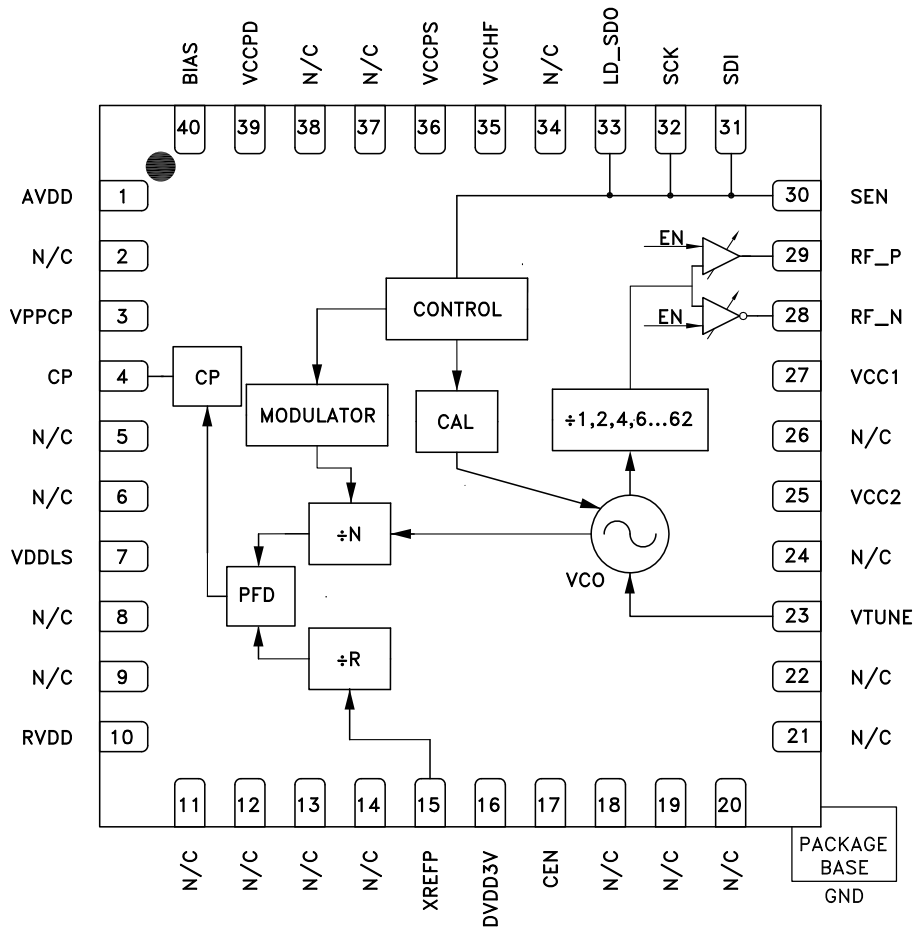 BIAS
VCCPD
N/C
N/C
VCCPS
VCCHF
N/C
LD_SDO
SCK
SDI
40 39 38 37 36 35 34 33 32 31
AVDD 1
N/C 2
VPPCP 3
CP 4
N/C 5
N/C 6
VDDLS 7
N/C 8
N/C 9
RVDD 10
30 SEN
29 RF_P
28 RF_N
27 VCC1
26 N/C
25 VCC2
24 N/C
23 VTUNE
22 N/C
21 N/C
EN
EN
CONTROL
CP
MODULATOR
CAL
÷1,2,4,6...62
÷N
VCO
PFD
÷R
11 12 13 14 15 16 17 18 19 20
N/C
N/C
N/C
N/C
XREFP
DVDD3V
CEN
N/C
N/C
N/C
PACKAGE
BASE
GND